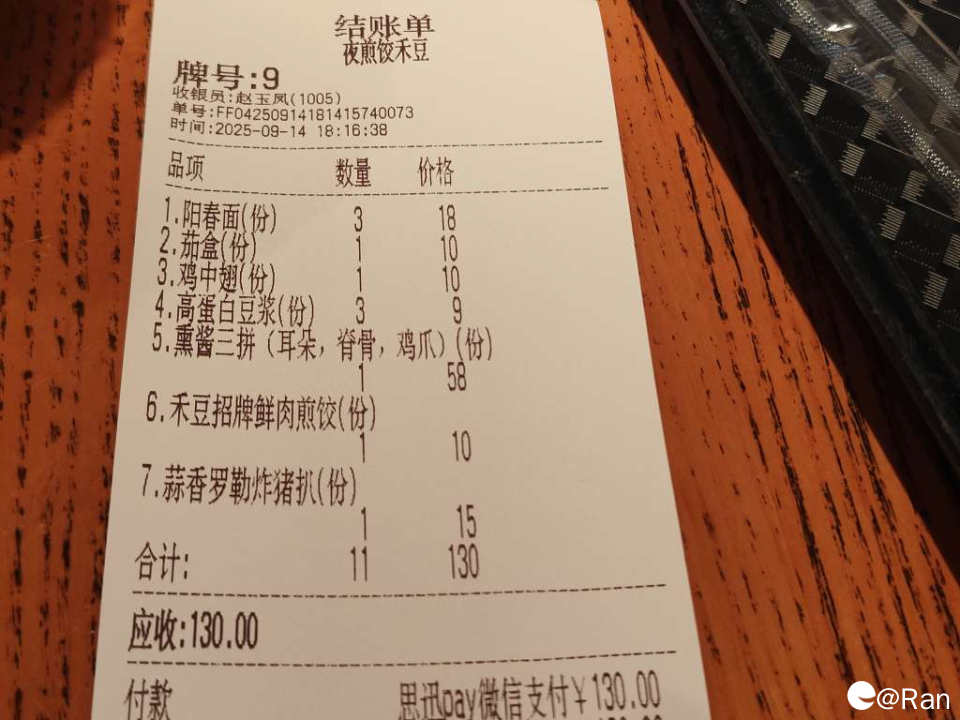 结账单
夜煎饺禾豆
牌号:9
收银员:赵玉凤(1005)
单号:FF04250914181415740073
时间:2025-09-14 18:16:38
品项 数量 价格
1.阳春面(份) 3 18
2.茄盒(份) 1 10
3.鸡中翅(份) 1 10
4.高蛋白豆浆(份) 3 9
5.熏酱三拼（耳朵，脊骨，鸡爪）(份)
1 58
6.禾豆招牌鲜肉煎饺(份)
1 10
7.蒜香罗勒炸猪扒(份)
1 15
合计: 11 130
应收:130.00
付款 思迅pay微信支付￥130.00
@Ran